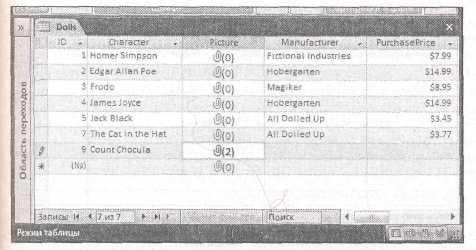 Dolls
ID Character Picture Manufacturer PurchasePrice
1 Homer Simpson (0) Fictional Industries $7.99
2 Edgar Allan Poe (0) Hobergarten $14.99
3 Frodo (0) Magiker $8.95
4 James Joyce (0) Hobergarten $14.99
5 Jack Black (0) All Dolled Up $3.45
7 The Cat in the Hat (0) All Dolled Up $3.77
9 Count Chocula (2)
(№) (0)
Область переходов
Записи: 7 из 7 Поиск
Режим таблицы